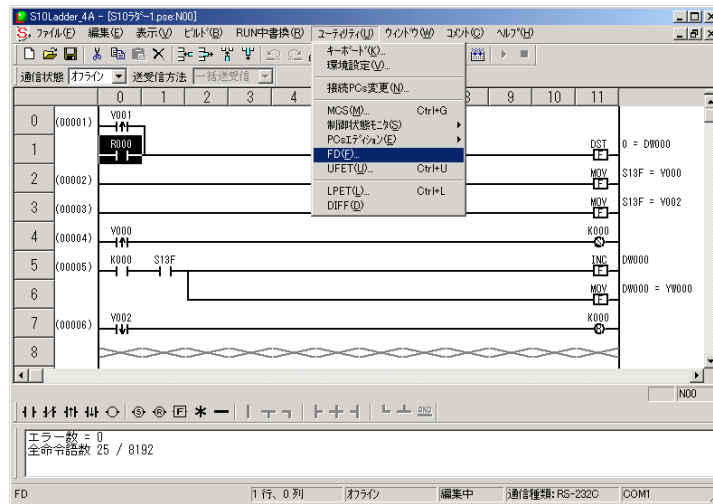 S10Ladder_4A - [S10ﾗﾀﾞｰ1.pse:N00]
ﾌｧｲﾙ(F) 編集(E) 表示(V) ﾋﾞﾙﾄﾞ(B) RUN中書換(R) ﾕｰﾃｨﾘﾃｨ(U) ｳｨﾝﾄﾞｳ(W) ｺﾒﾝﾄ(C) ﾍﾙﾌﾟ(H)
通信状態 ｵﾌﾗｲﾝ 送受信方法 一括送受信
ｷｰﾎﾞｰﾄﾞ(K)...
環境設定(V)...
接続PCs変更(N)...
MCS(M)... Ctrl+G
制御状態ﾓﾆﾀ(S)
PCsｴﾃﾞｨｼｮﾝ(E)
FD(F)...
UFET(U)... Ctrl+U
LPET(L)... Ctrl+L
DIFF(D)
0 1 2 3 4 8 9 10 11
0 (00001) V001
1 R000 DST 0 = DW000
F
2 (00002) MOV S13F = V000
F
3 (00003) MOV S13F = V002
F
4 (00004) V000 K000
S
5 (00005) K000 S13F INC DW000
F
6 MOV DW000 = YW000
F
7 (00006) V002 K000
R
8
N00
S R F AND
エラー数 = 0
全命令語数 25 / 8192
FD 1 行、0 列 ｵﾌﾗｲﾝ 編集中 通信種類: RS-232C COM1